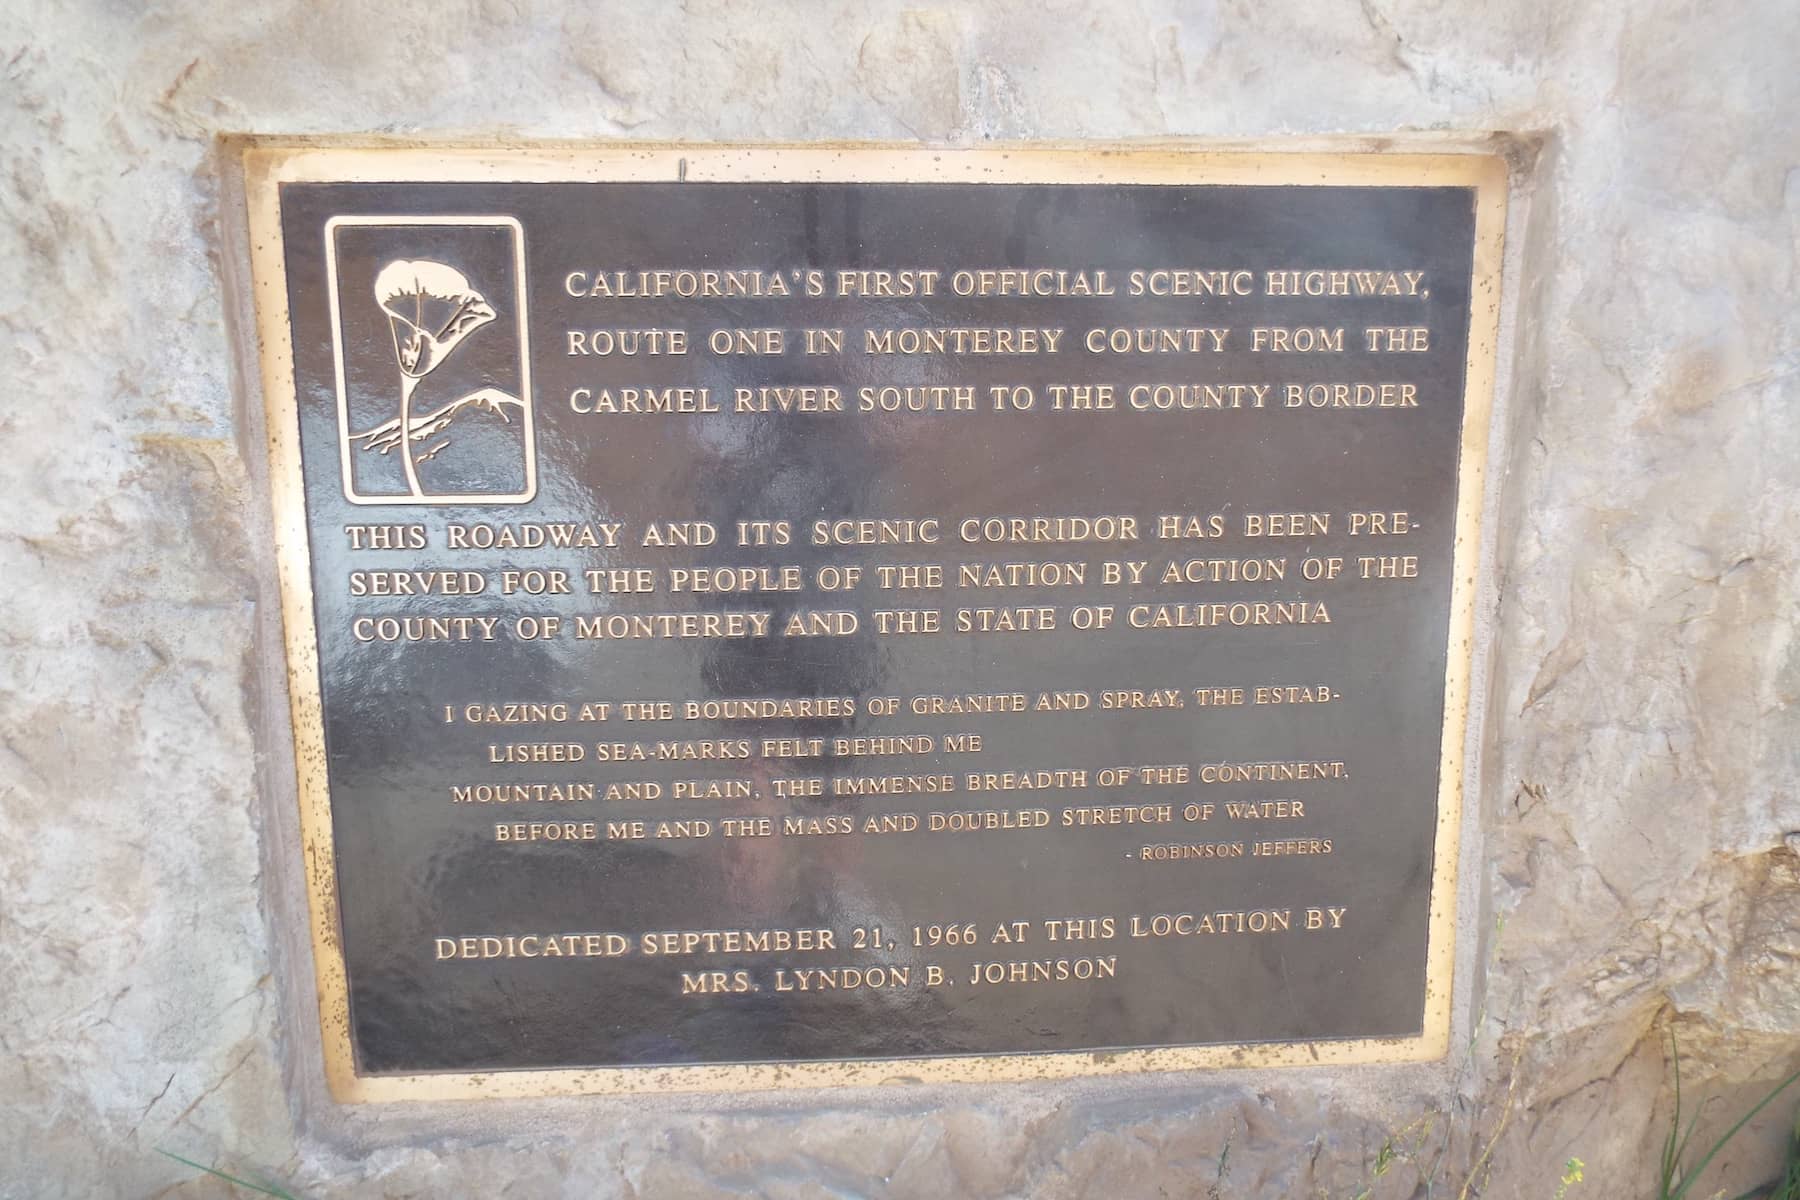 CALIFORNIA'S FIRST OFFICIAL SCENIC HIGHWAY,
ROUTE ONE IN MONTEREY COUNTY FROM THE
CARMEL RIVER SOUTH TO THE COUNTY BORDER
THIS ROADWAY AND ITS SCENIC CORRIDOR HAS BEEN PRE-
SERVED FOR THE PEOPLE OF THE NATION BY ACTION OF THE
COUNTY OF MONTEREY AND THE STATE OF CALIFORNIA
I GAZING AT THE BOUNDARIES OF GRANITE AND SPRAY, THE ESTAB-
LISHED SEA-MARKS FELT BEHIND ME
MOUNTAIN AND PLAIN, THE IMMENSE BREADTH OF THE CONTINENT,
BEFORE ME AND THE MASS AND DOUBLED STRETCH OF WATER
- ROBINSON JEFFERS
DEDICATED SEPTEMBER 21, 1966 AT THIS LOCATION BY
MRS. LYNDON B. JOHNSON